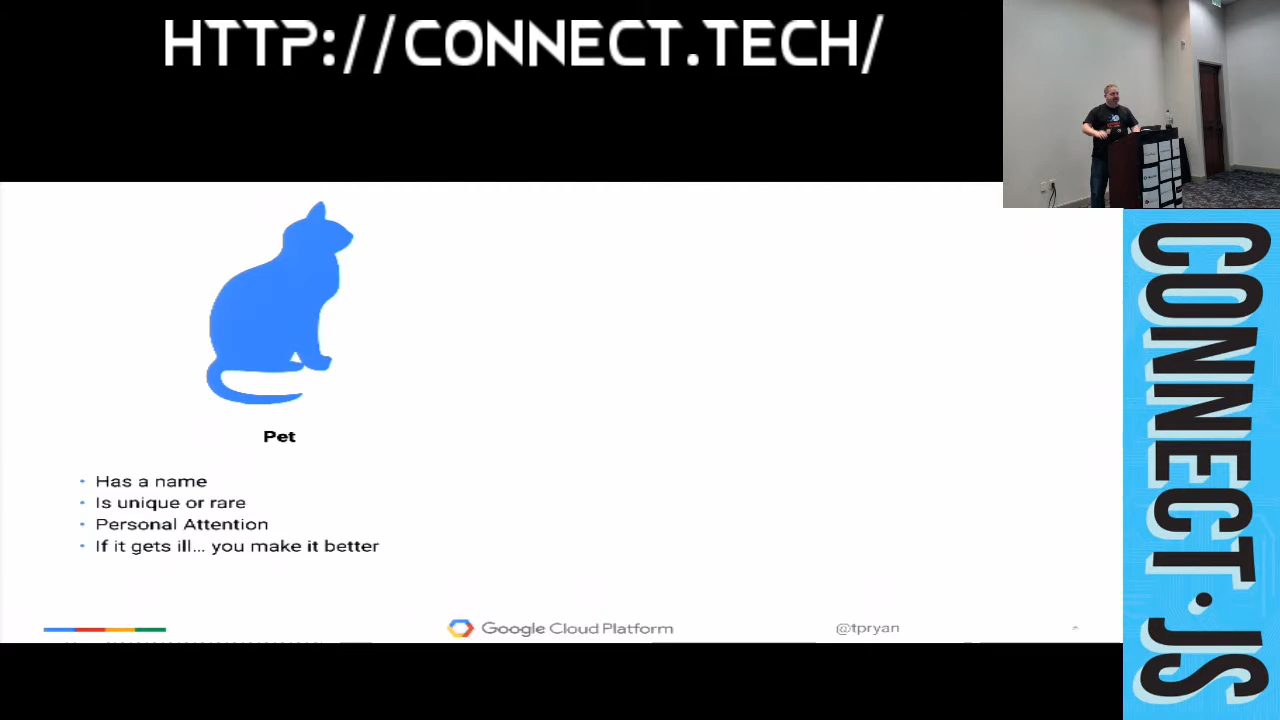 HTTP://CONNECT.TECH/
Pet
Has a name
Is unique or rare
Personal Attention
If it gets ill... you make it better
Google Cloud Platform
@tpryan
CONNECT.JS